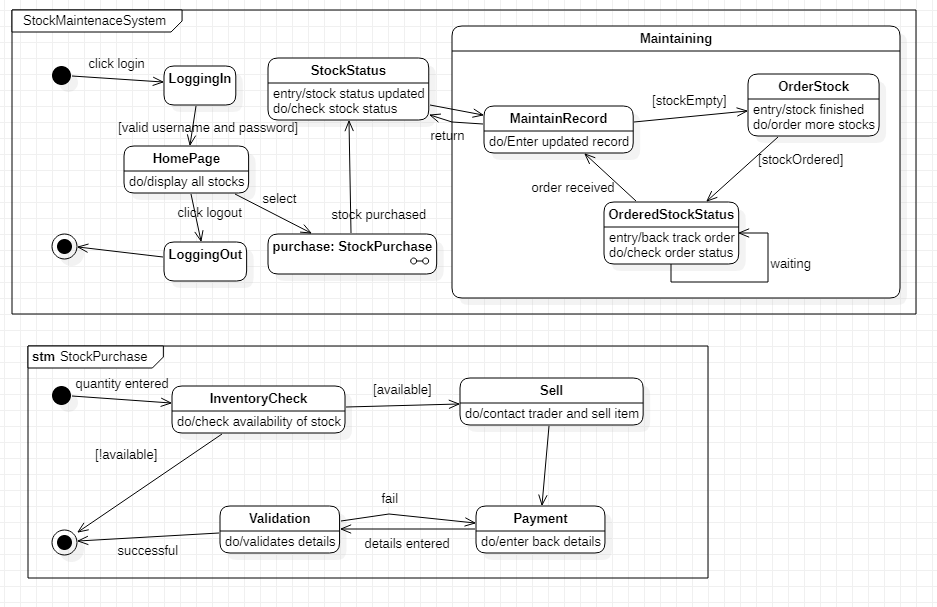 StockMaintenaceSystem
Maintaining
click login
LoggingIn
StockStatus
entry/stock status updated
do/check stock status
OrderStock
entry/stock finished
do/order more stocks
[stockEmpty]
MaintainRecord
do/Enter updated record
return
[valid username and password]
HomePage
do/display all stocks
[stockOrdered]
order received
select
click logout
stock purchased
OrderedStockStatus
entry/back track order
do/check order status
waiting
LoggingOut
purchase: StockPurchase
stm StockPurchase
quantity entered
InventoryCheck
do/check availability of stock
[available]
Sell
do/contact trader and sell item
[!available]
fail
Validation
do/validates details
Payment
do/enter back details
details entered
successful